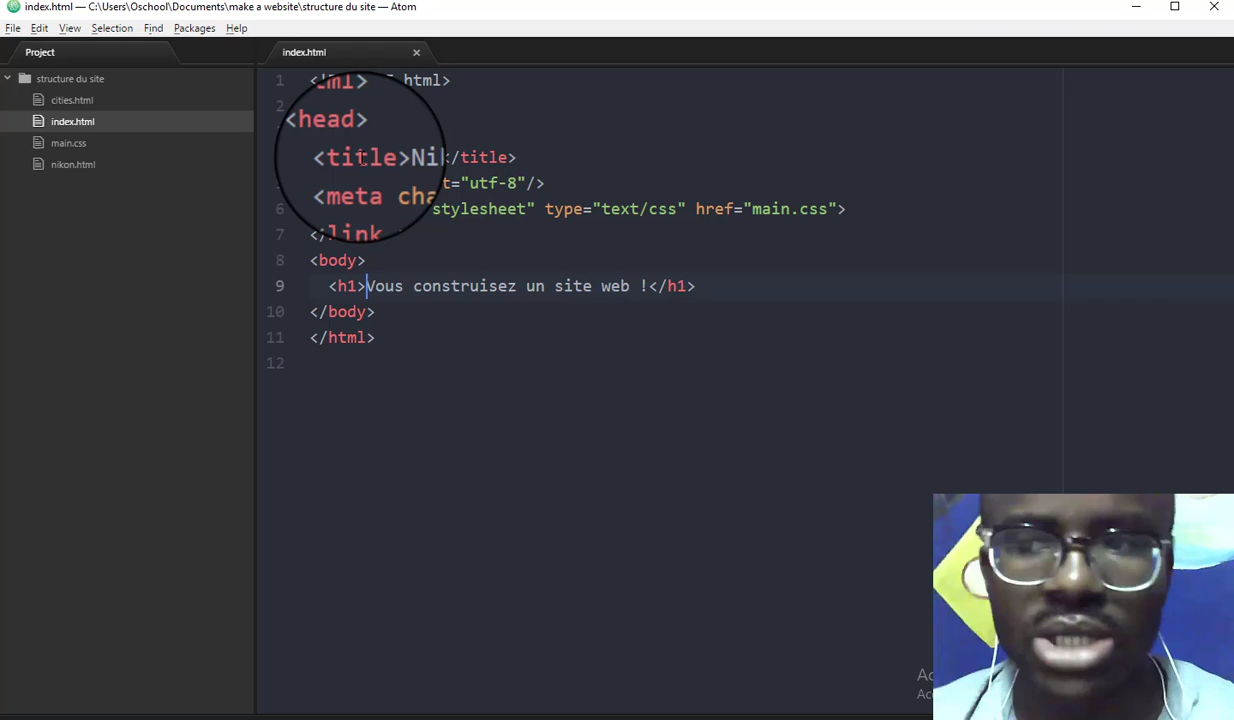 index.html — C:\Users\Oschool\Documents\make a website\structure du site — Atom
File Edit View Selection Find Packages Help
Project
index.html
structure du site
cities.html
index.html
main.css
nikon.html
1 html>
2
<head>
<title>Ni </title>
<meta cha t="utf-8"/>
6 stylesheet" type="text/css" href="main.css">
7 </link
8 <body>
9 <h1>Vous construisez un site web !</h1>
10 </body>
11 </html>
12